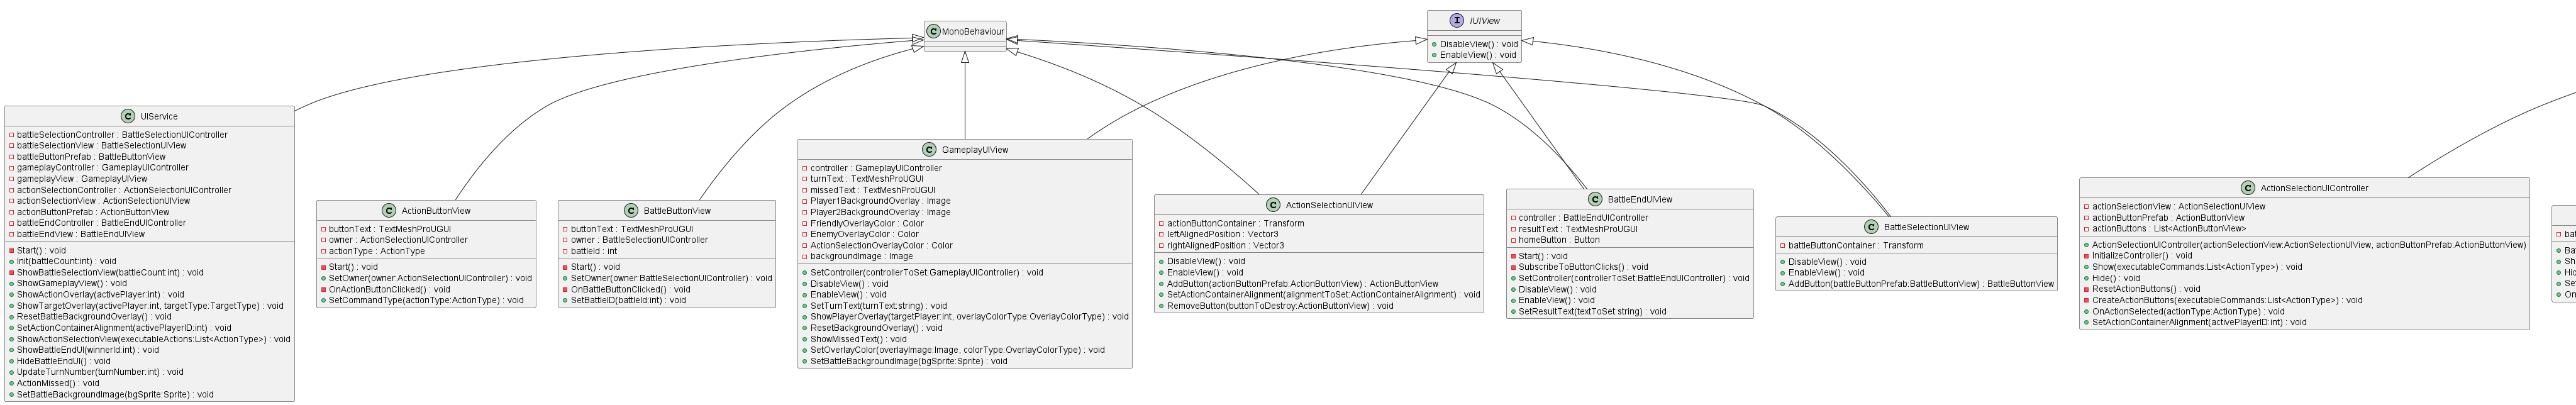 C MonoBehaviour
I IUIView
DisableView() : void
EnableView() : void
C UIService
battleSelectionController : BattleSelectionUIController
battleSelectionView : BattleSelectionUIView
battleButtonPrefab : BattleButtonView
gameplayController : GameplayUIController
gameplayView : GameplayUIView
actionSelectionController : ActionSelectionUIController
actionSelectionView : ActionSelectionUIView
actionButtonPrefab : ActionButtonView
battleEndController : BattleEndUIController
battleEndView : BattleEndUIView
Start() : void
Init(battleCount:int) : void
ShowBattleSelectionView(battleCount:int) : void
ShowGameplayView() : void
ShowActionOverlay(activePlayer:int) : void
ShowTargetOverlay(activePlayer:int, targetType:TargetType) : void
ResetBattleBackgroundOverlay() : void
SetActionContainerAlignment(activePlayerID:int) : void
ShowActionSelectionView(executableActions:List<ActionType>) : void
ShowBattleEndUI(winnerId:int) : void
HideBattleEndUI() : void
UpdateTurnNumber(turnNumber:int) : void
ActionMissed() : void
SetBattleBackgroundImage(bgSprite:Sprite) : void
C ActionButtonView
buttonText : TextMeshProUGUI
owner : ActionSelectionUIController
actionType : ActionType
Start() : void
SetOwner(owner:ActionSelectionUIController) : void
OnActionButtonClicked() : void
SetCommandType(actionType:ActionType) : void
C BattleButtonView
buttonText : TextMeshProUGUI
owner : BattleSelectionUIController
battleId : int
Start() : void
SetOwner(owner:BattleSelectionUIController) : void
OnBattleButtonClicked() : void
SetBattleID(battleId:int) : void
C GameplayUIView
controller : GameplayUIController
turnText : TextMeshProUGUI
missedText : TextMeshProUGUI
Player1BackgroundOverlay : Image
Player2BackgroundOverlay : Image
FriendlyOverlayColor : Color
EnemyOverlayColor : Color
ActionSelectionOverlayColor : Color
backgroundImage : Image
SetController(controllerToSet:GameplayUIController) : void
DisableView() : void
EnableView() : void
SetTurnText(turnText:string) : void
ShowPlayerOverlay(targetPlayer:int, overlayColorType:OverlayColorType) : void
ResetBackgroundOverlay() : void
ShowMissedText() : void
SetOverlayColor(overlayImage:Image, colorType:OverlayColorType) : void
SetBattleBackgroundImage(bgSprite:Sprite) : void
C ActionSelectionUIView
actionButtonContainer : Transform
leftAlignedPosition : Vector3
rightAlignedPosition : Vector3
DisableView() : void
EnableView() : void
AddButton(actionButtonPrefab:ActionButtonView) : ActionButtonView
SetActionContainerAlignment(alignmentToSet:ActionContainerAlignment) : void
RemoveButton(buttonToDestroy:ActionButtonView) : void
C BattleEndUIView
controller : BattleEndUIController
resultText : TextMeshProUGUI
homeButton : Button
Start() : void
SubscribeToButtonClicks() : void
SetController(controllerToSet:BattleEndUIController) : void
DisableView() : void
EnableView() : void
SetResultText(textToSet:string) : void
C BattleSelectionUIView
battleButtonContainer : Transform
DisableView() : void
EnableView() : void
AddButton(battleButtonPrefab:BattleButtonView) : BattleButtonView
C ActionSelectionUIController
actionSelectionView : ActionSelectionUIView
actionButtonPrefab : ActionButtonView
actionButtons : List<ActionButtonView>
ActionSelectionUIController(actionSelectionView:ActionSelectionUIView, actionButtonPrefab:ActionButtonView)
InitializeController() : void
Show(executableCommands:List<ActionType>) : void
Hide() : void
ResetActionButtons() : void
CreateActionButtons(executableCommands:List<ActionType>) : void
OnActionSelected(actionType:ActionType) : void
SetActionContainerAlignment(activePlayerID:int) : void